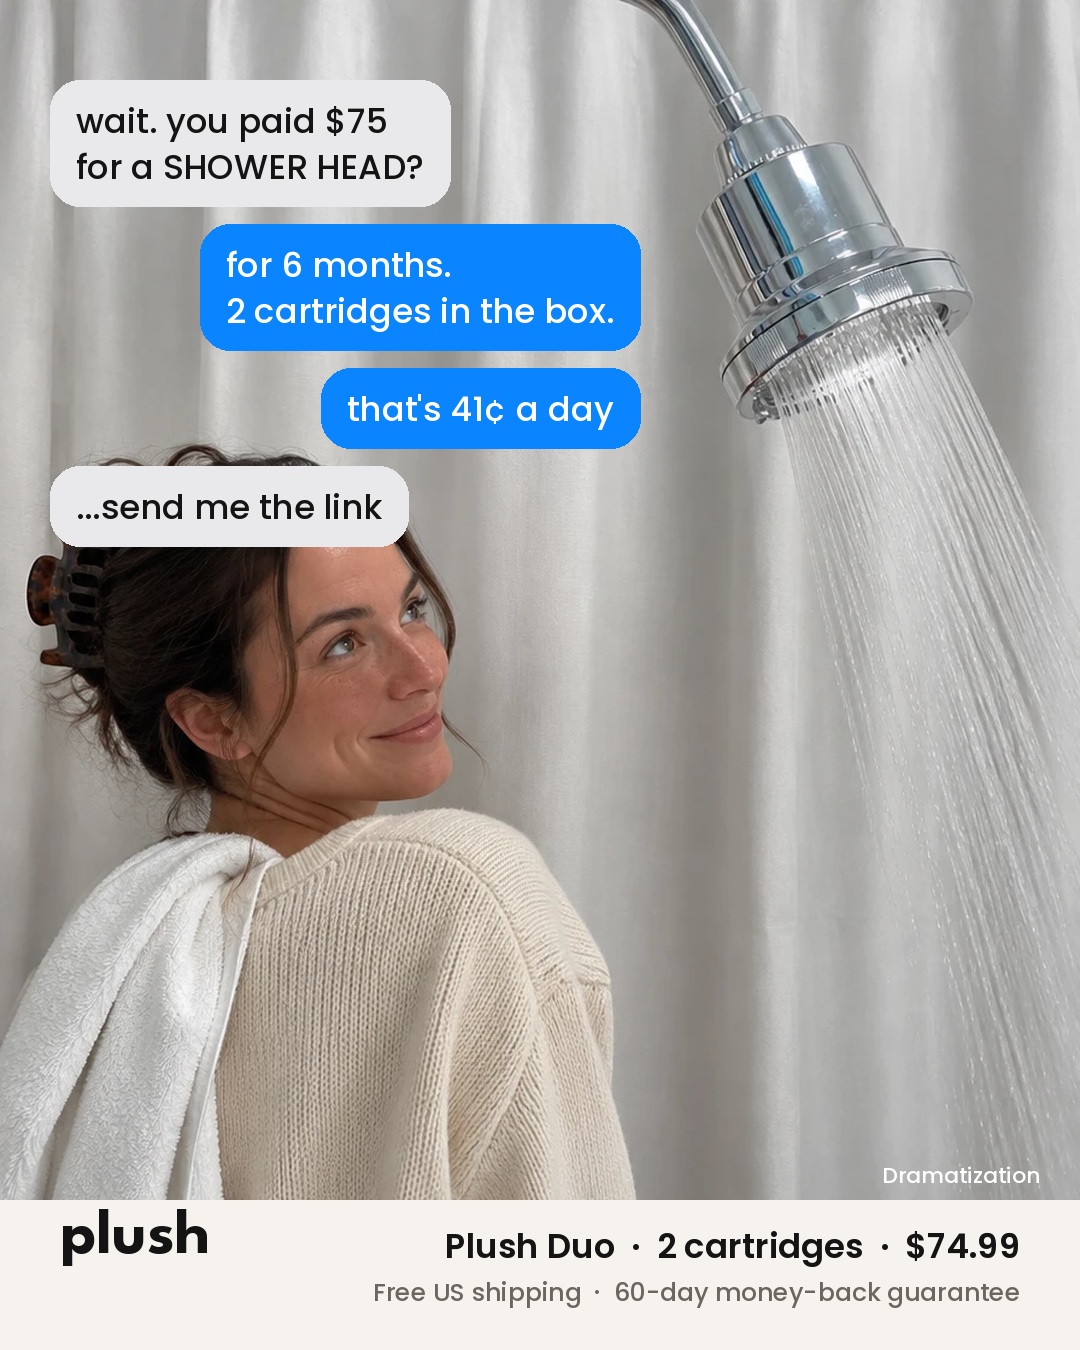 wait. you paid $75
for a SHOWER HEAD?
for 6 months.
2 cartridges in the box.
that's 41¢ a day
...send me the link
Dramatization
plush
Plush Duo · 2 cartridges · $74.99
Free US shipping · 60-day money-back guarantee